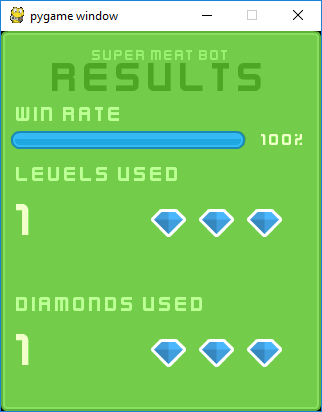 pygame window
SUPER MEAT BOT
RESULTS
WIN RATE
100%
LEVELS USED
1
DIAMONDS USED
1